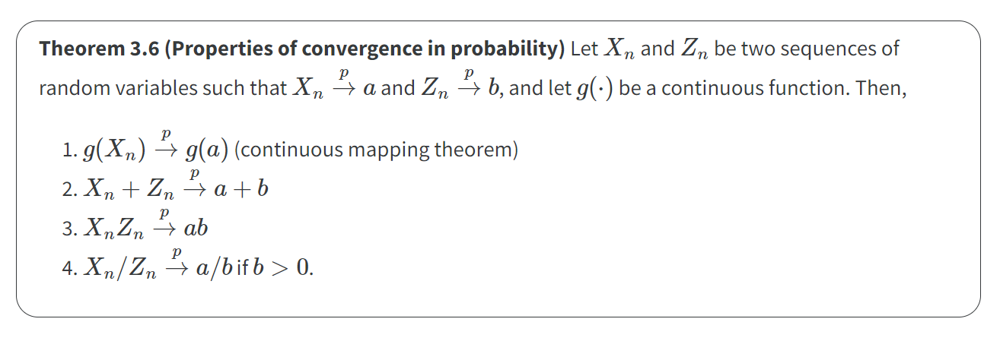 Theorem 3.6 (Properties of convergence in probability) Let $X_n$ and $Z_n$ be two sequences of
random variables such that $X_n \xrightarrow{p} a$ and $Z_n \xrightarrow{p} b$, and let $g(\cdot)$ be a continuous function. Then,
1. $g(X_n) \xrightarrow{p} g(a)$ (continuous mapping theorem)
2. $X_n + Z_n \xrightarrow{p} a + b$
3. $X_n Z_n \xrightarrow{p} ab$
4. $X_n/Z_n \xrightarrow{p} a/b$ if $b > 0$.